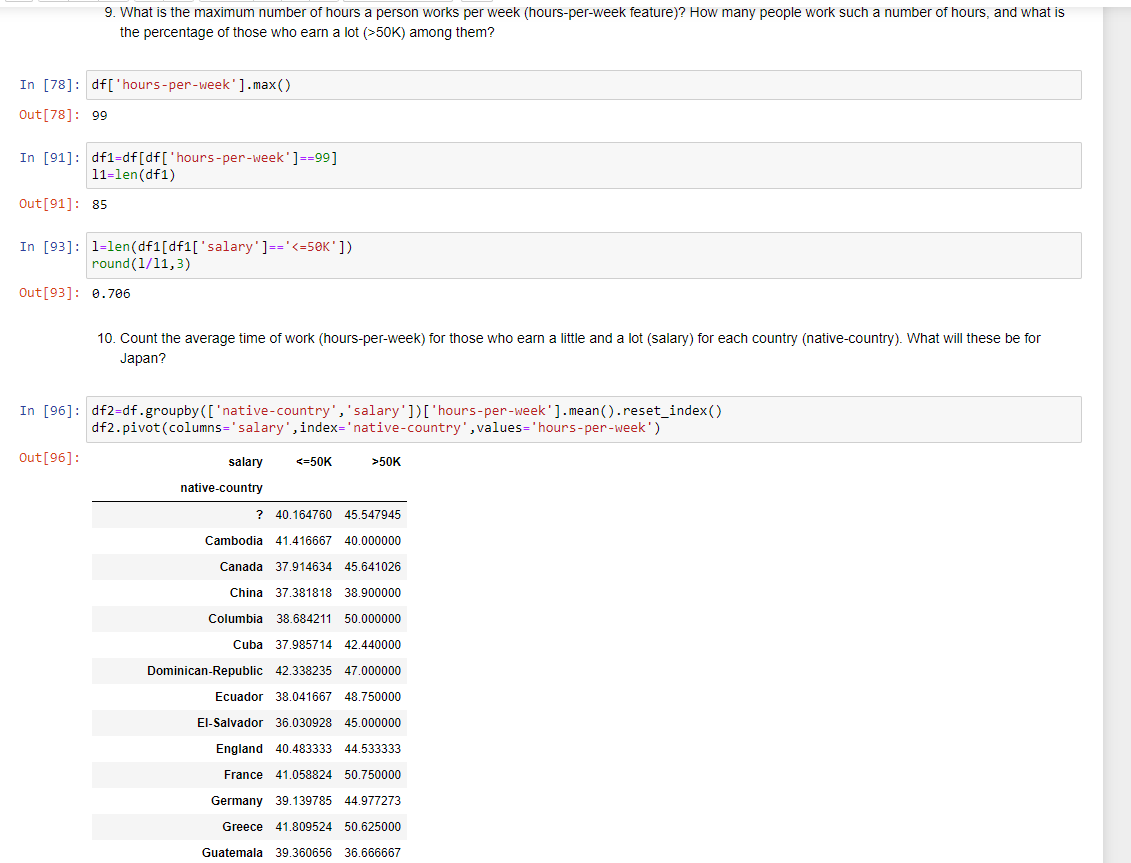 9. What is the maximum number of hours a person works per week (hours-per-week feature)? How many people work such a number of hours, and what is
the percentage of those who earn a lot (>50K) among them?
In [78]: df['hours-per-week'].max()
Out[78]: 99
In [91]: df1=df[df['hours-per-week']==99]
l1=len(df1)
Out[91]: 85
In [93]: l=len(df1[df1['salary']=='<=50K'])
round(l/l1,3)
Out[93]: 0.706
10. Count the average time of work (hours-per-week) for those who earn a little and a lot (salary) for each country (native-country). What will these be for
Japan?
In [96]: df2=df.groupby(['native-country','salary'])['hours-per-week'].mean().reset_index()
df2.pivot(columns='salary',index='native-country',values='hours-per-week')
Out[96]:
salary <=50K >50K
native-country
? 40.164760 45.547945
Cambodia 41.416667 40.000000
Canada 37.914634 45.641026
China 37.381818 38.900000
Columbia 38.684211 50.000000
Cuba 37.985714 42.440000
Dominican-Republic 42.338235 47.000000
Ecuador 38.041667 48.750000
El-Salvador 36.030928 45.000000
England 40.483333 44.533333
France 41.058824 50.750000
Germany 39.139785 44.977273
Greece 41.809524 50.625000
Guatemala 39.360656 36.666667